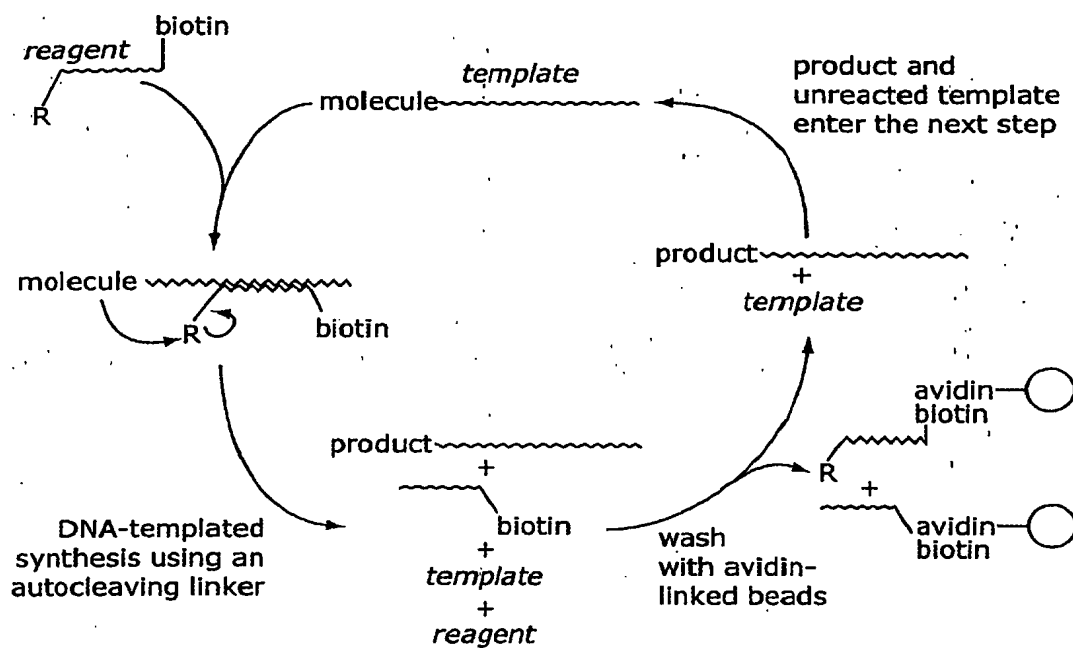 biotin
reagent
R
template
molecule
product and
unreacted template
enter the next step
molecule
R
biotin
product
+
template
DNA-templated
synthesis using an
autocleaving linker
product
+
biotin
+
template
+
reagent
wash
with avidin-
linked beads
avidin
biotin
R
+
avidin
biotin